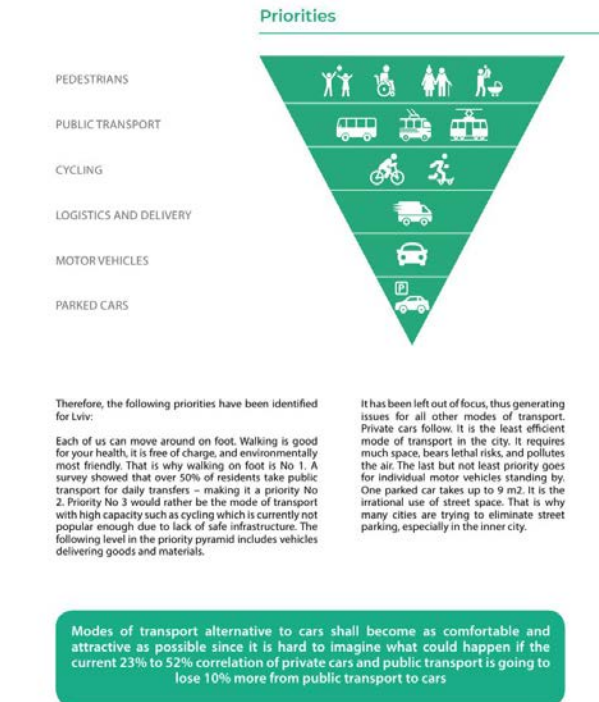 Priorities
PEDESTRIANS
PUBLIC TRANSPORT
CYCLING
LOGISTICS AND DELIVERY
MOTOR VEHICLES
PARKED CARS
P
Therefore, the following priorities have been identified
for Lviv:
Each of us can move around on foot. Walking is good
for your health, it is free of charge, and environmentally
most friendly. That is why walking on foot is No 1. A
survey showed that over 50% of residents take public
transport for daily transfers – making it a priority No
2. Priority No 3 would rather be the mode of transport
with high capacity such as cycling which is currently not
popular enough due to lack of safe infrastructure. The
following level in the priority pyramid includes vehicles
delivering goods and materials.
It has been left out of focus, thus generating
issues for all other modes of transport.
Private cars follow. It is the least efficient
mode of transport in the city. It requires
much space, bears lethal risks, and pollutes
the air. The last but not least priority goes
for individual motor vehicles standing by.
One parked car takes up to 9 m2. It is the
irrational use of street space. That is why
many cities are trying to eliminate street
parking, especially in the inner city.
Modes of transport alternative to cars shall become as comfortable and
attractive as possible since it is hard to imagine what could happen if the
current 23% to 52% correlation of private cars and public transport is going to
lose 10% more from public transport to cars